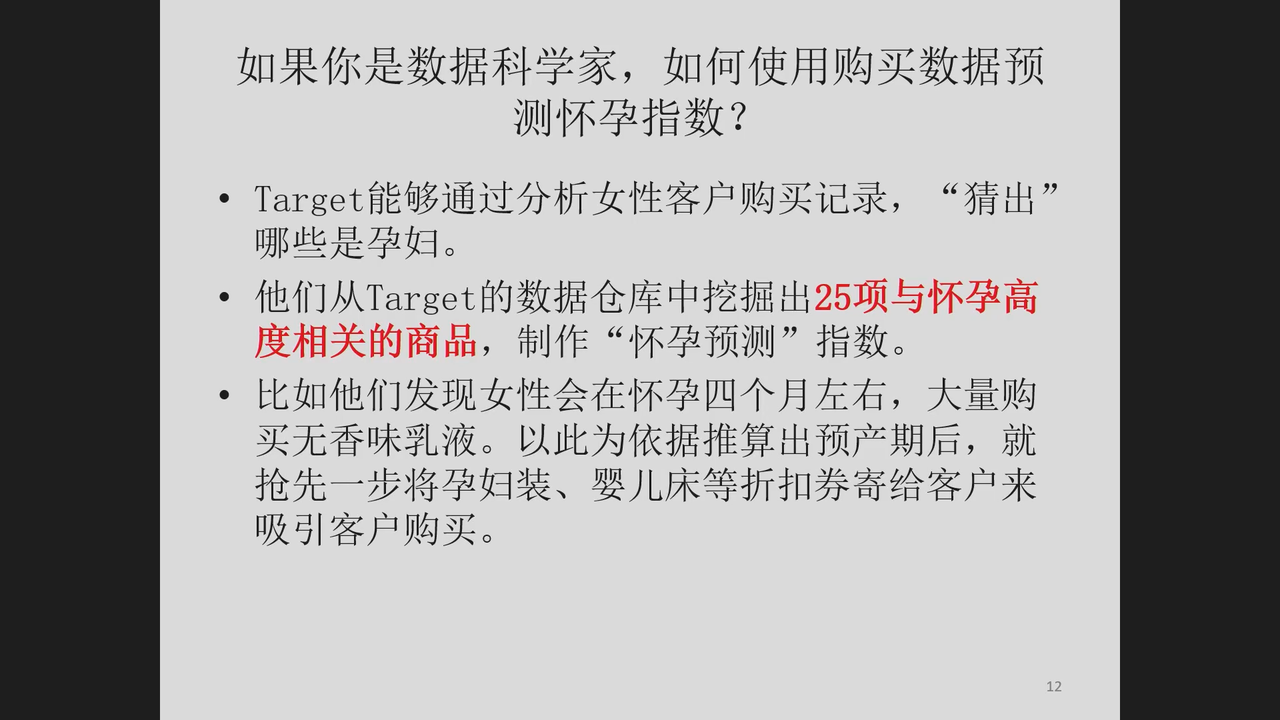 如果你是数据科学家，如何使用购买数据预
测怀孕指数？
• Target能够通过分析女性客户购买记录，“猜出”
哪些是孕妇。
• 他们从Target的数据仓库中挖掘出25项与怀孕高
度相关的商品，制作“怀孕预测”指数。
• 比如他们发现女性会在怀孕四个月左右，大量购
买无香味乳液。以此为依据推算出预产期后，就
抢先一步将孕妇装、婴儿床等折扣券寄给客户来
吸引客户购买。
12